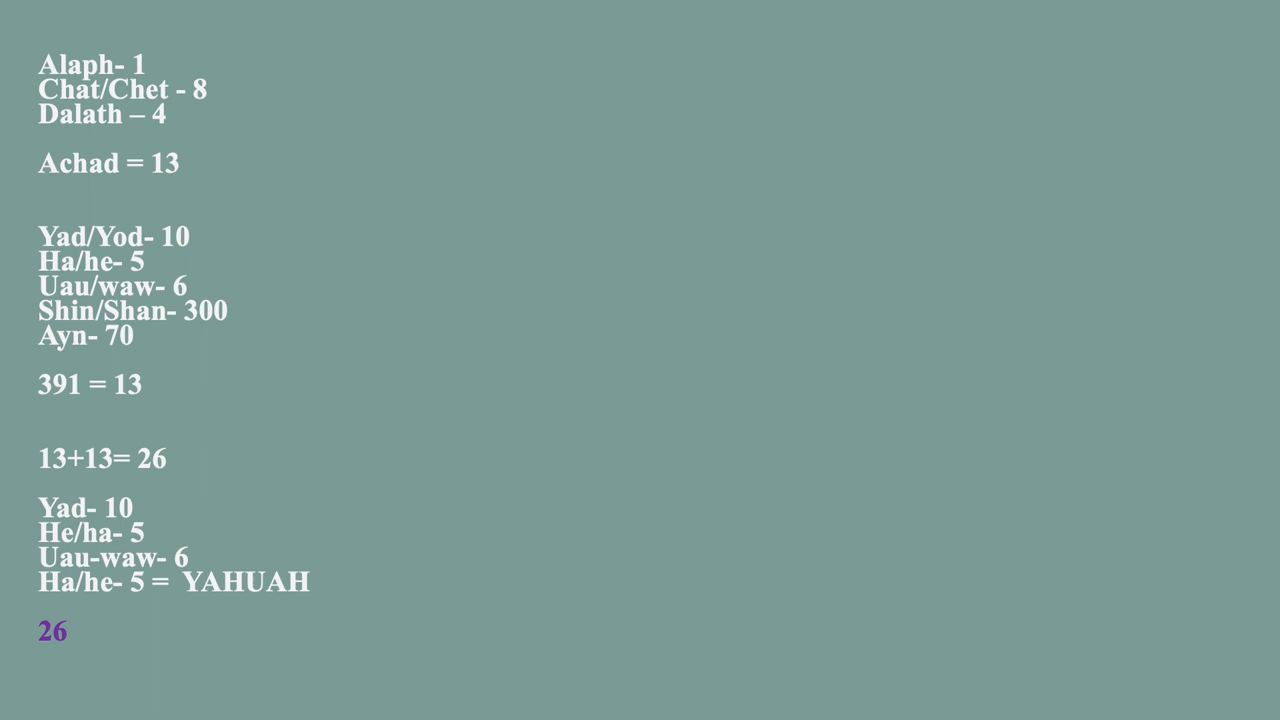 Alaph- 1
Chat/Chet - 8
Dalath – 4
Achad = 13
Yad/Yod- 10
Ha/he- 5
Uau/waw- 6
Shin/Shan- 300
Ayn- 70
391 = 13
13+13= 26
Yad- 10
He/ha- 5
Uau-waw- 6
Ha/he- 5 =  YAHUAH
26